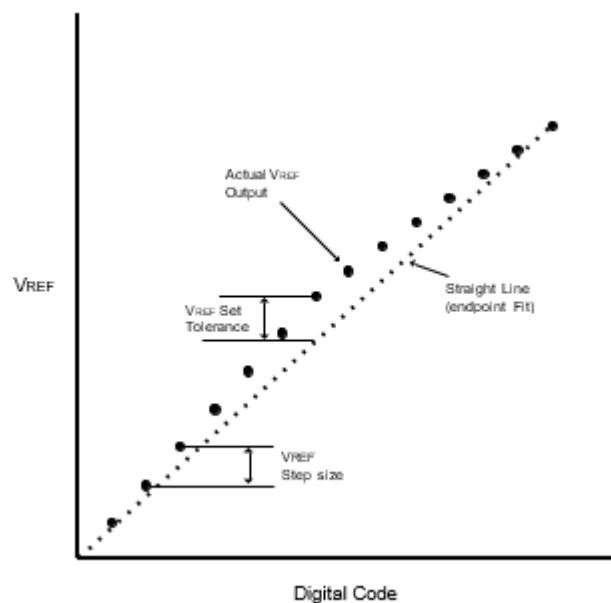 Actual VREF
Output
VREF
VREF Set
Tolerance
Straight Line
(endpoint Fit)
VREF
Step size
Digital Code